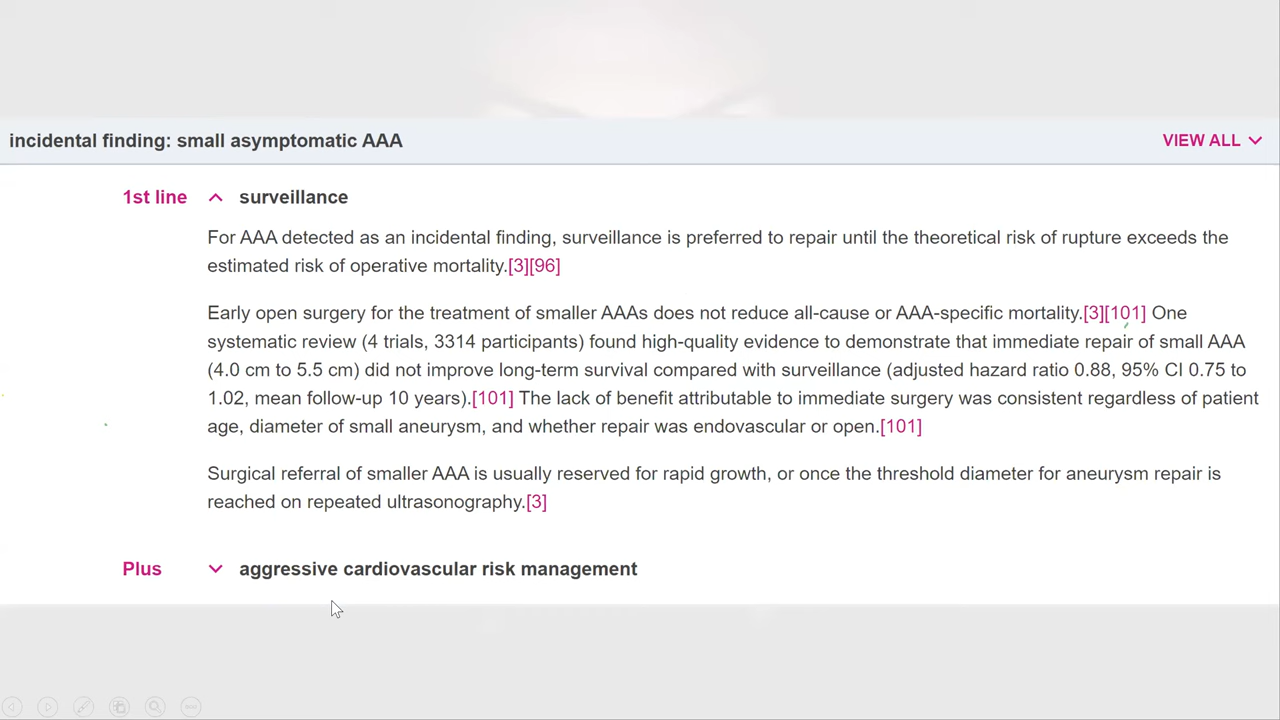 incidental finding: small asymptomatic AAA
VIEW ALL
1st line surveillance
For AAA detected as an incidental finding, surveillance is preferred to repair until the theoretical risk of rupture exceeds the
estimated risk of operative mortality.[3][96]
Early open surgery for the treatment of smaller AAAs does not reduce all-cause or AAA-specific mortality.[3][101] One
systematic review (4 trials, 3314 participants) found high-quality evidence to demonstrate that immediate repair of small AAA
(4.0 cm to 5.5 cm) did not improve long-term survival compared with surveillance (adjusted hazard ratio 0.88, 95% CI 0.75 to
1.02, mean follow-up 10 years).[101] The lack of benefit attributable to immediate surgery was consistent regardless of patient
age, diameter of small aneurysm, and whether repair was endovascular or open.[101]
Surgical referral of smaller AAA is usually reserved for rapid growth, or once the threshold diameter for aneurysm repair is
reached on repeated ultrasonography.[3]
Plus aggressive cardiovascular risk management